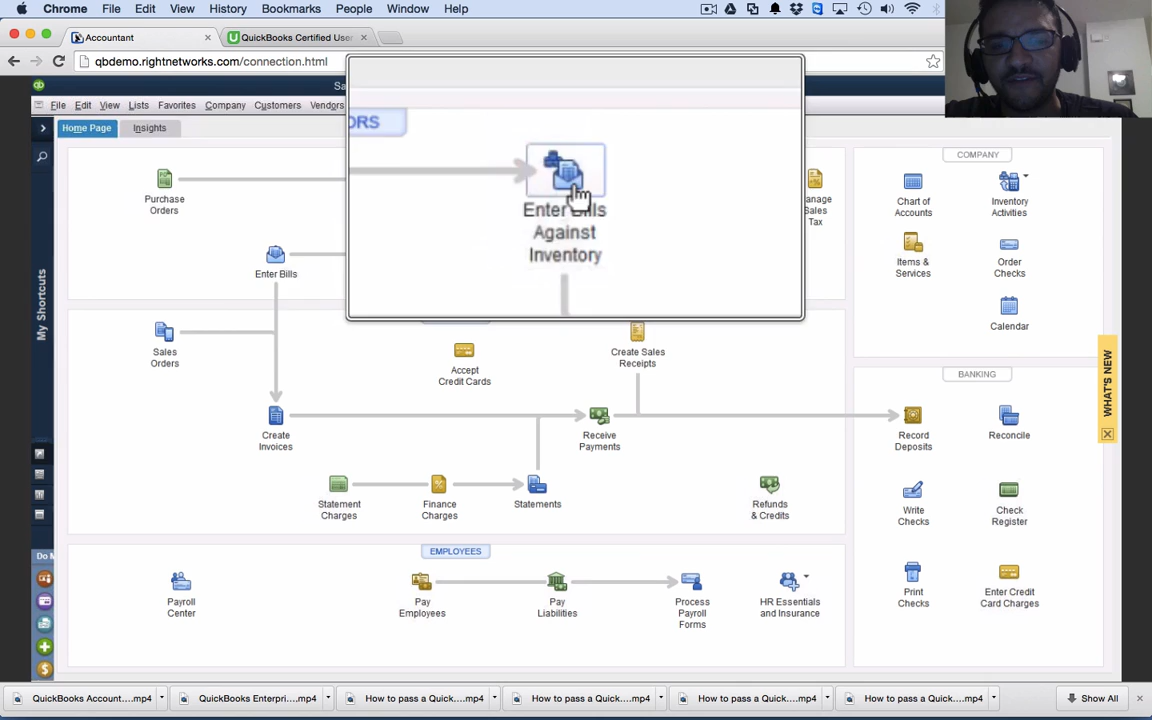 Chrome File Edit View History Bookmarks People Window Help
Accountant
QuickBooks Certified User
qbdemo.rightnetworks.com/connection.html
Sa
File Edit View Lists Favorites Company Customers Vendors
Home Page Insights
ORS
Enter Bills
Against
Inventory
Purchase
Orders
Enter Bills
anage
Sales
Tax
COMPANY
Chart of
Accounts
Inventory
Activities
Items &
Services
Order
Checks
Calendar
My Shortcuts
Sales
Orders
Accept
Credit Cards
Create Sales
Receipts
Create
Invoices
Receive
Payments
Statement
Charges
Finance
Charges
Statements
Refunds
& Credits
BANKING
Record
Deposits
Reconcile
Write
Checks
Check
Register
Print
Checks
Enter Credit
Card Charges
WHAT'S NEW
EMPLOYEES
Payroll
Center
Pay
Employees
Pay
Liabilities
Process
Payroll
Forms
HR Essentials
and Insurance
Do M
QuickBooks Account....mp4
QuickBooks Enterpri....mp4
How to pass a Quick....mp4
How to pass a Quick....mp4
How to pass a Quick....mp4
How to pass a Quick....mp4
Show All